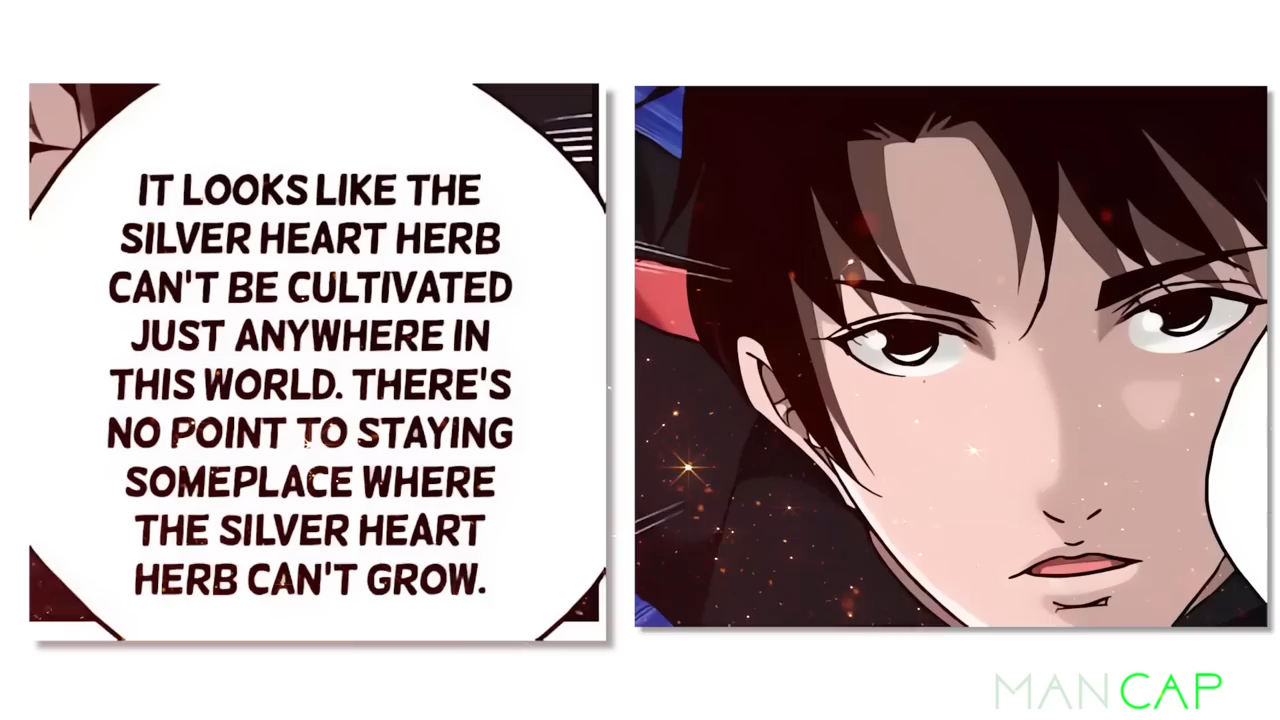 IT LOOKS LIKE THE
SILVER HEART HERB
CAN'T BE CULTIVATED
JUST ANYWHERE IN
THIS WORLD. THERE'S
NO POINT TO STAYING
SOMEPLACE WHERE
THE SILVER HEART
HERB CAN'T GROW.
MANCAP